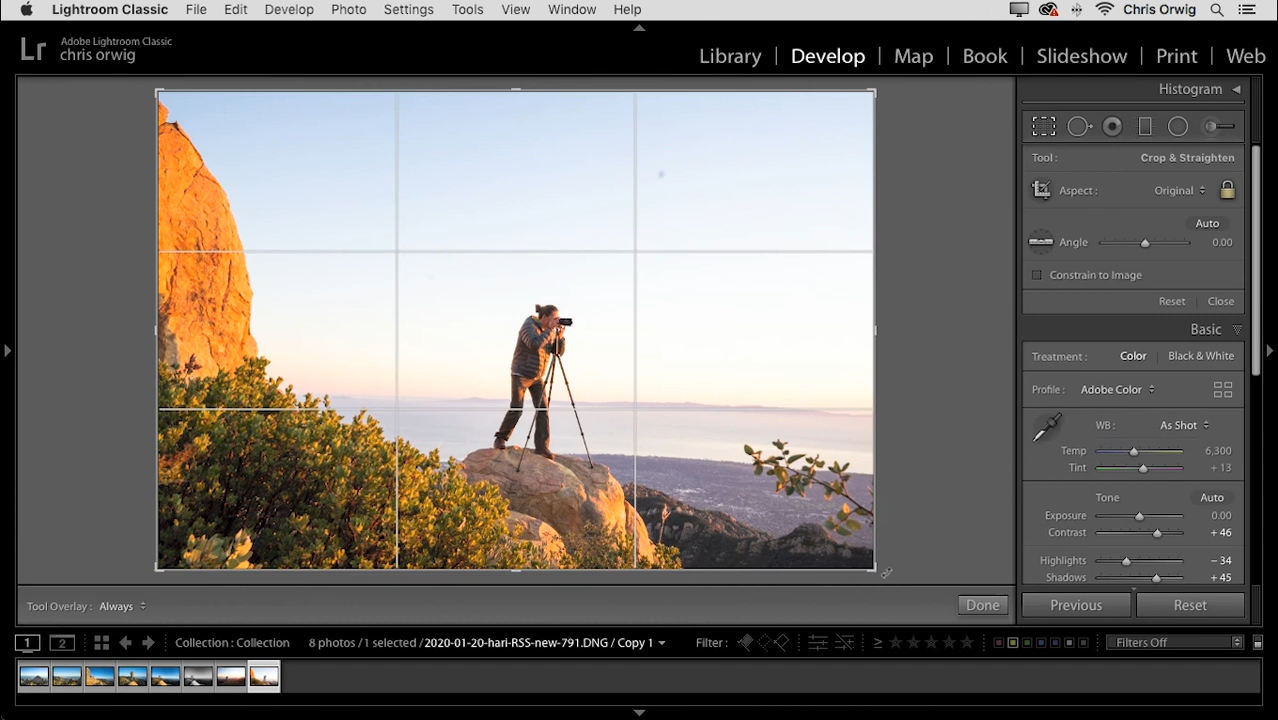 Lightroom Classic File Edit Develop Photo Settings Tools View Window Help Chris Orwig
Lr Adobe Lightroom Classic
chris orwig
Library | Develop | Map | Book | Slideshow | Print | Web
Histogram
Tool : Crop & Straighten
Aspect : Original
Auto
Angle 0.00
Constrain to Image
Reset Close
Basic
Treatment : Color Black & White
Profile : Adobe Color
WB : As Shot
Temp 6,300
Tint + 13
Tone Auto
Exposure 0.00
Contrast + 46
Highlights − 34
Shadows + 45
Tool Overlay : Always Done Previous Reset
1 2 Collection : Collection 8 photos / 1 selected / 2020-01-20-hari-RSS-new-791.DNG / Copy 1 Filter : ≥ Filters Off